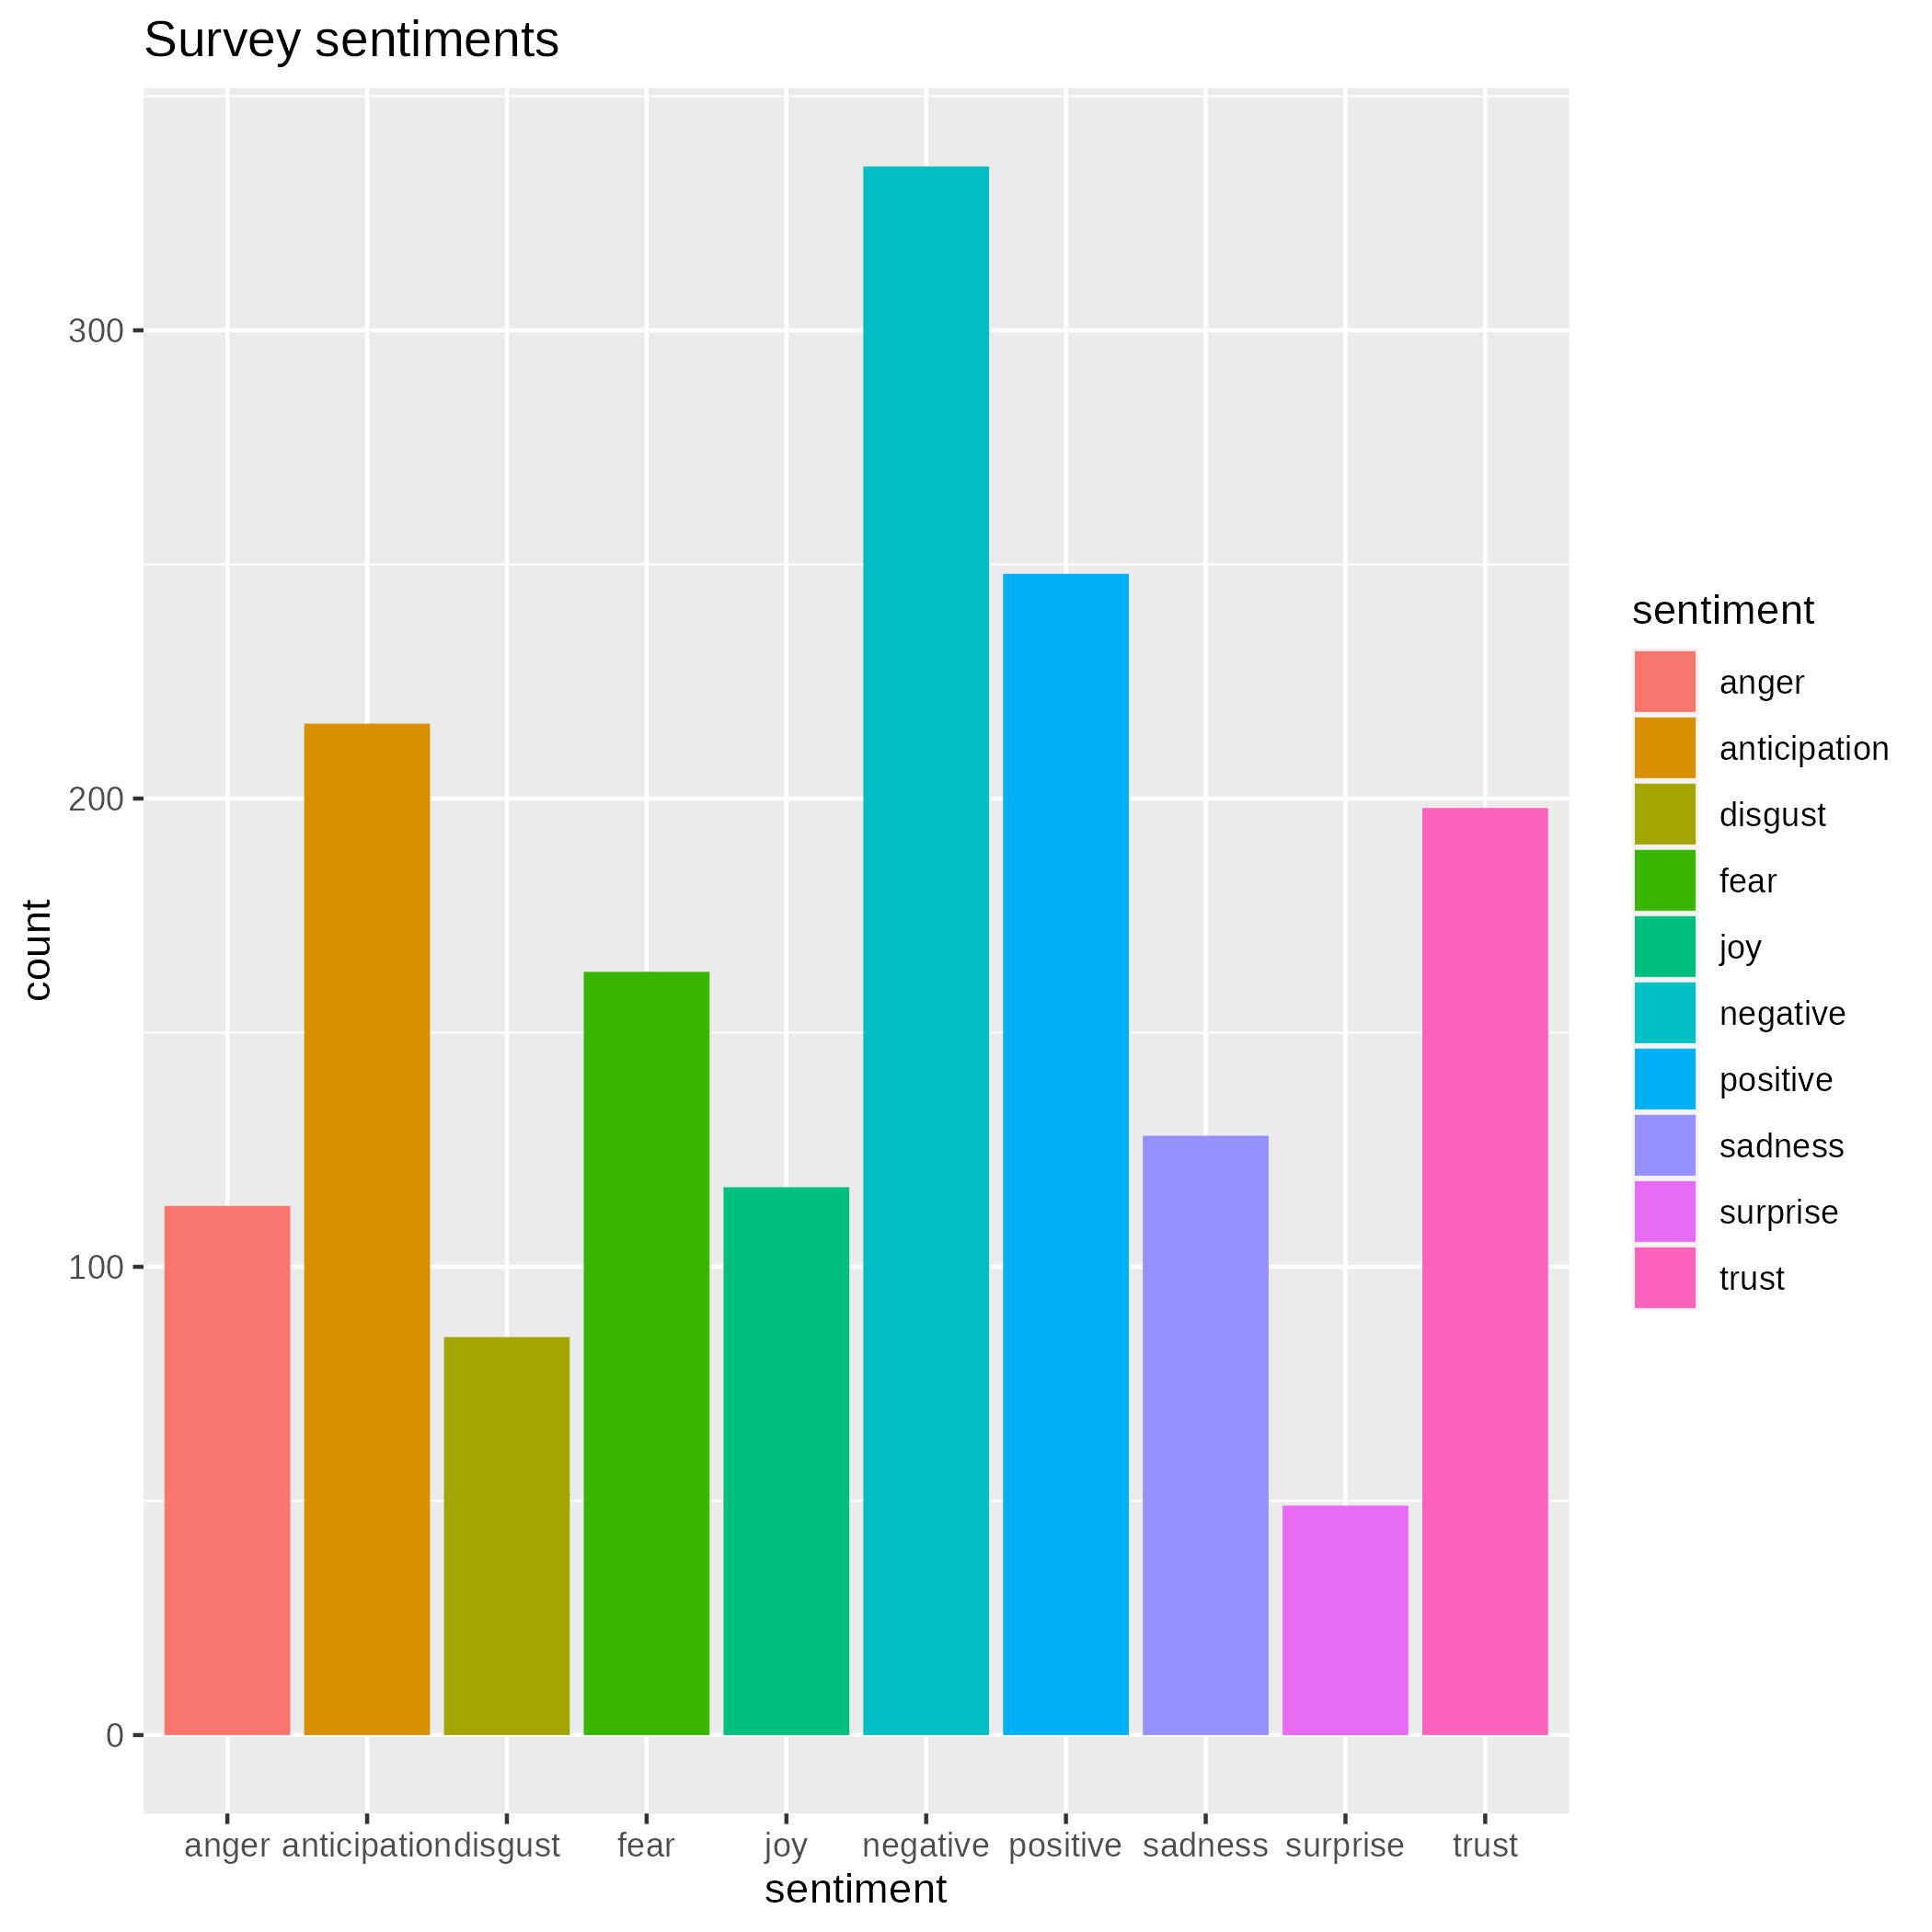 Survey sentiments
300
200
100
0
count
anger anticipation disgust fear joy negative positive sadness surprise trust
sentiment
sentiment
anger
anticipation
disgust
fear
joy
negative
positive
sadness
surprise
trust